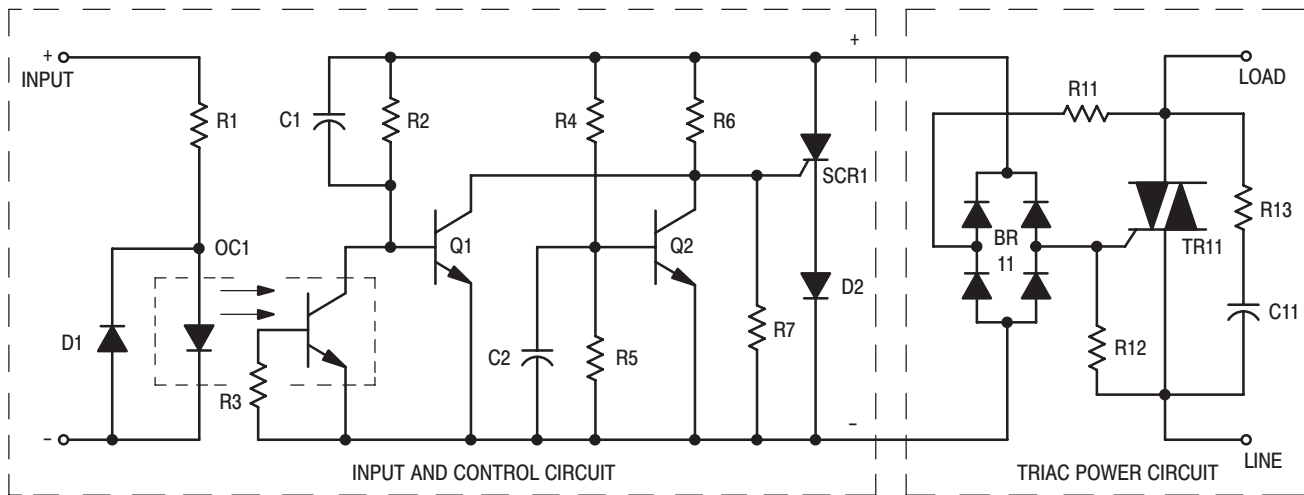 +
INPUT
R1
C1
R2
R4
R6
+
SCR1
R11
LOAD
R13
TR11
BR
11
OC1
Q1
Q2
D2
D1
R3
C2
R5
R7
R12
C11
–
–
LINE
INPUT AND CONTROL CIRCUIT
TRIAC POWER CIRCUIT